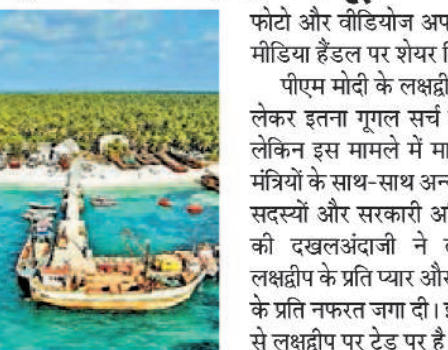 फोटो और वीडियोज अप
मीडिया हैंडल पर शेयर
पीएम मोदी के लक्षद्वी
लेकर इतना गूगल सर्च
लेकिन इस मामले में मा
मंत्रियों के साथ-साथ अन्
सदस्यों और सरकारी
की दखलअंदाजी ने
लक्षद्वीप के प्रति प्यार और
के प्रति नफरत जगा दी।
से लक्षद्वीप पर टेड पर है